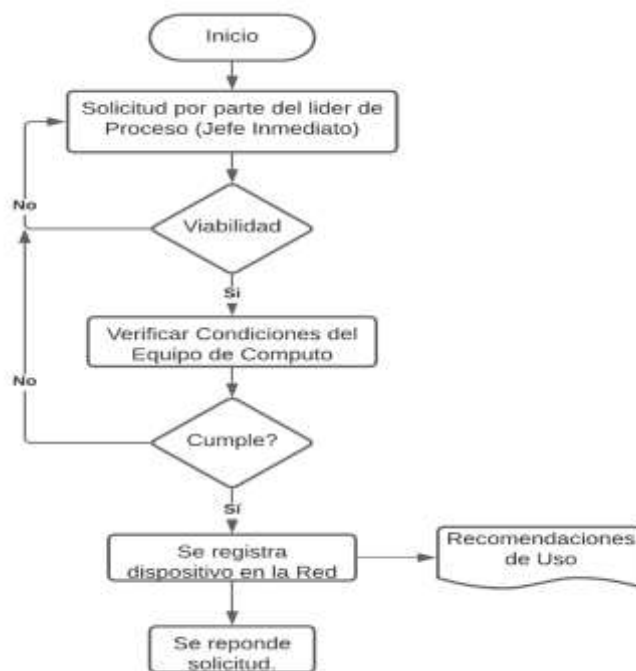 Inicio
Solicitud por parte del lider de
Proceso (Jefe Inmediato)
No
Viabilidad
Si
Verificar Condiciones del
Equipo de Computo
No
Cumple?
Sí
Se registra
dispositivo en la Red
Recomendaciones
de Uso
Se reponde
solicitud.